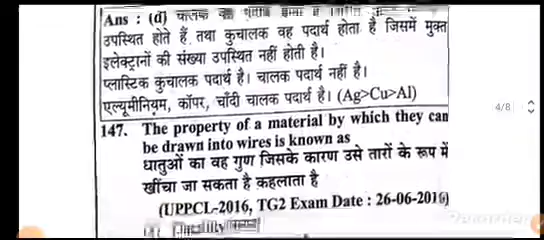 Ans : (d) चालक का
उपस्थित होते हैं तथा कुचालक वह पदार्थ होता है जिसमें मुक्त
इलेक्ट्रानों की संख्या उपस्थित नहीं होती है।
प्लास्टिक कुचालक पदार्थ है। चालक पदार्थ नहीं है।
एल्यूमीनियम, कॉपर, चाँदी चालक पदार्थ है। (Ag>Cu>Al)
4/8
147. The property of a material by which they can
be drawn into wires is known as
धातुओं का वह गुण जिसके कारण उसे तारों के रूप में
खींचा जा सकता है कहलाता है
(UPPCL-2016, TG2 Exam Date : 26-06-2016)